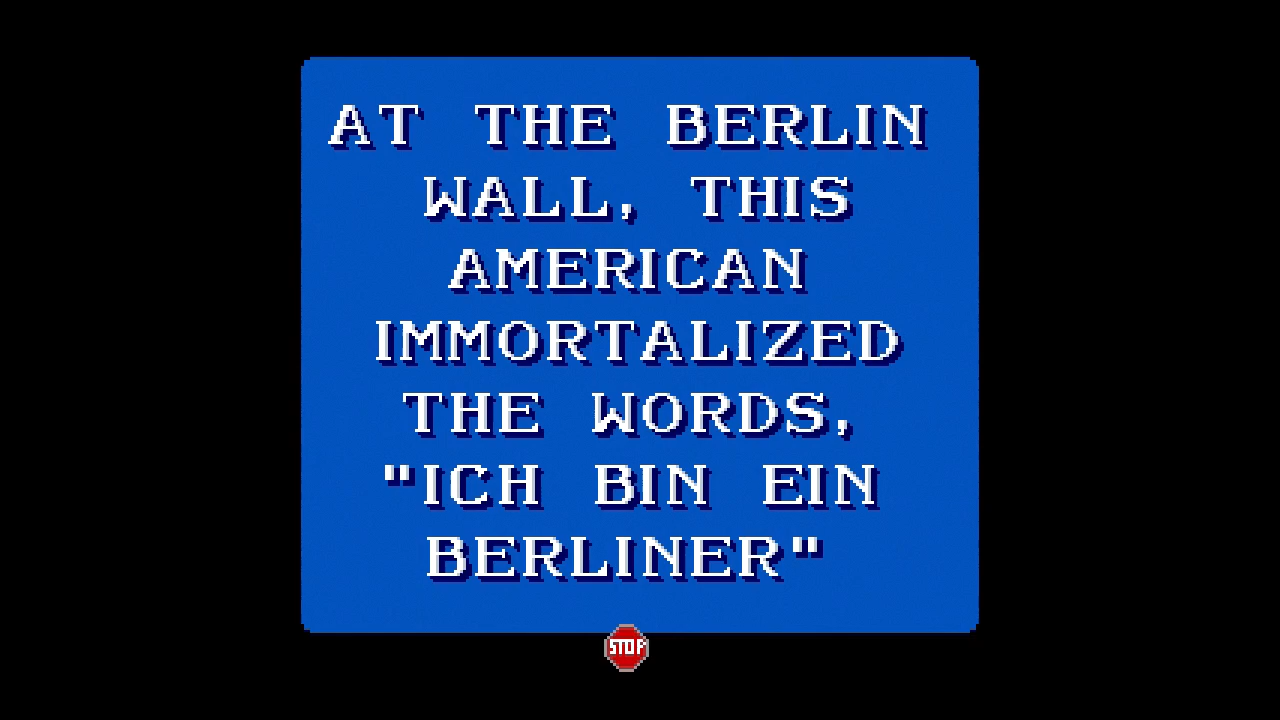 AT THE BERLIN
WALL, THIS
AMERICAN
IMMORTALIZED
THE WORDS,
"ICH BIN EIN
BERLINER"
STOP